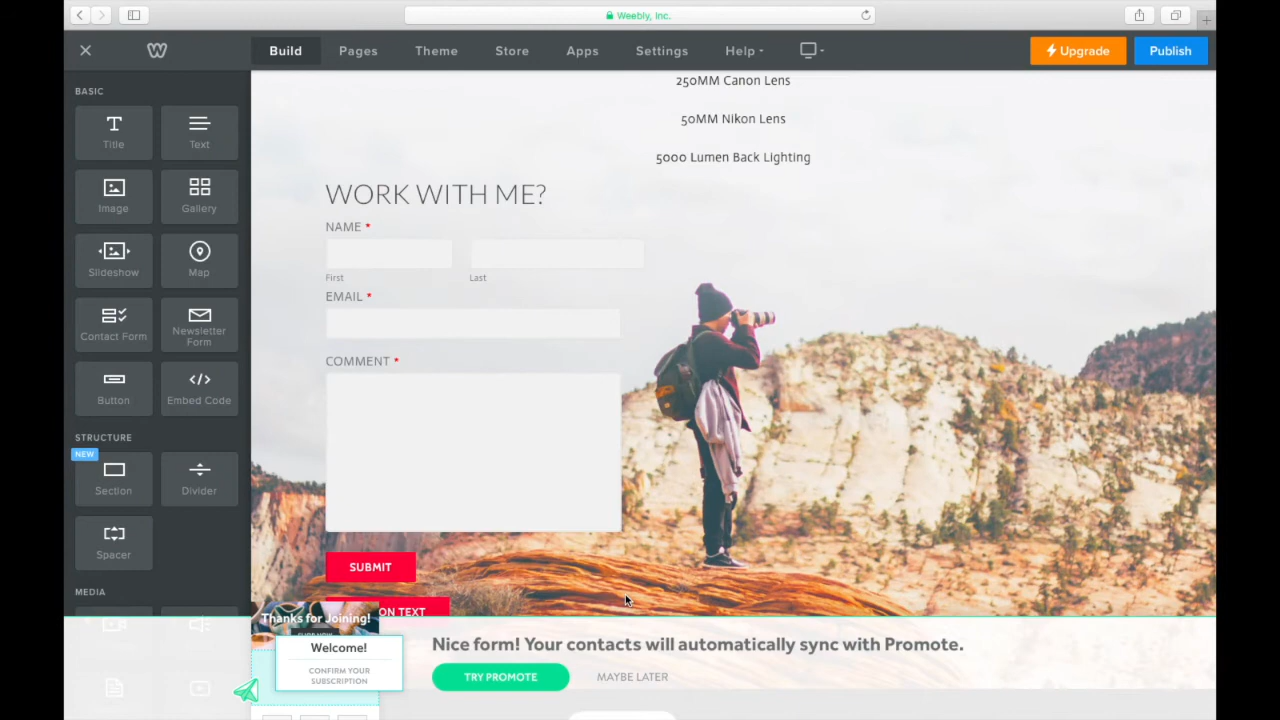 Weebly, Inc.
Build Pages Theme Store Apps Settings Help Upgrade Publish
BASIC
Title Text
Image Gallery
Slideshow Map
Contact Form Newsletter Form
Button Embed Code
STRUCTURE
NEW
Section Divider
Spacer
MEDIA
250MM Canon Lens
50MM Nikon Lens
5000 Lumen Back Lighting
WORK WITH ME?
NAME *
First Last
EMAIL *
COMMENT *
SUBMIT
ON TEXT
Thanks for Joining!
Welcome!
CONFIRM YOUR
SUBSCRIPTION
Nice form! Your contacts will automatically sync with Promote.
TRY PROMOTE MAYBE LATER